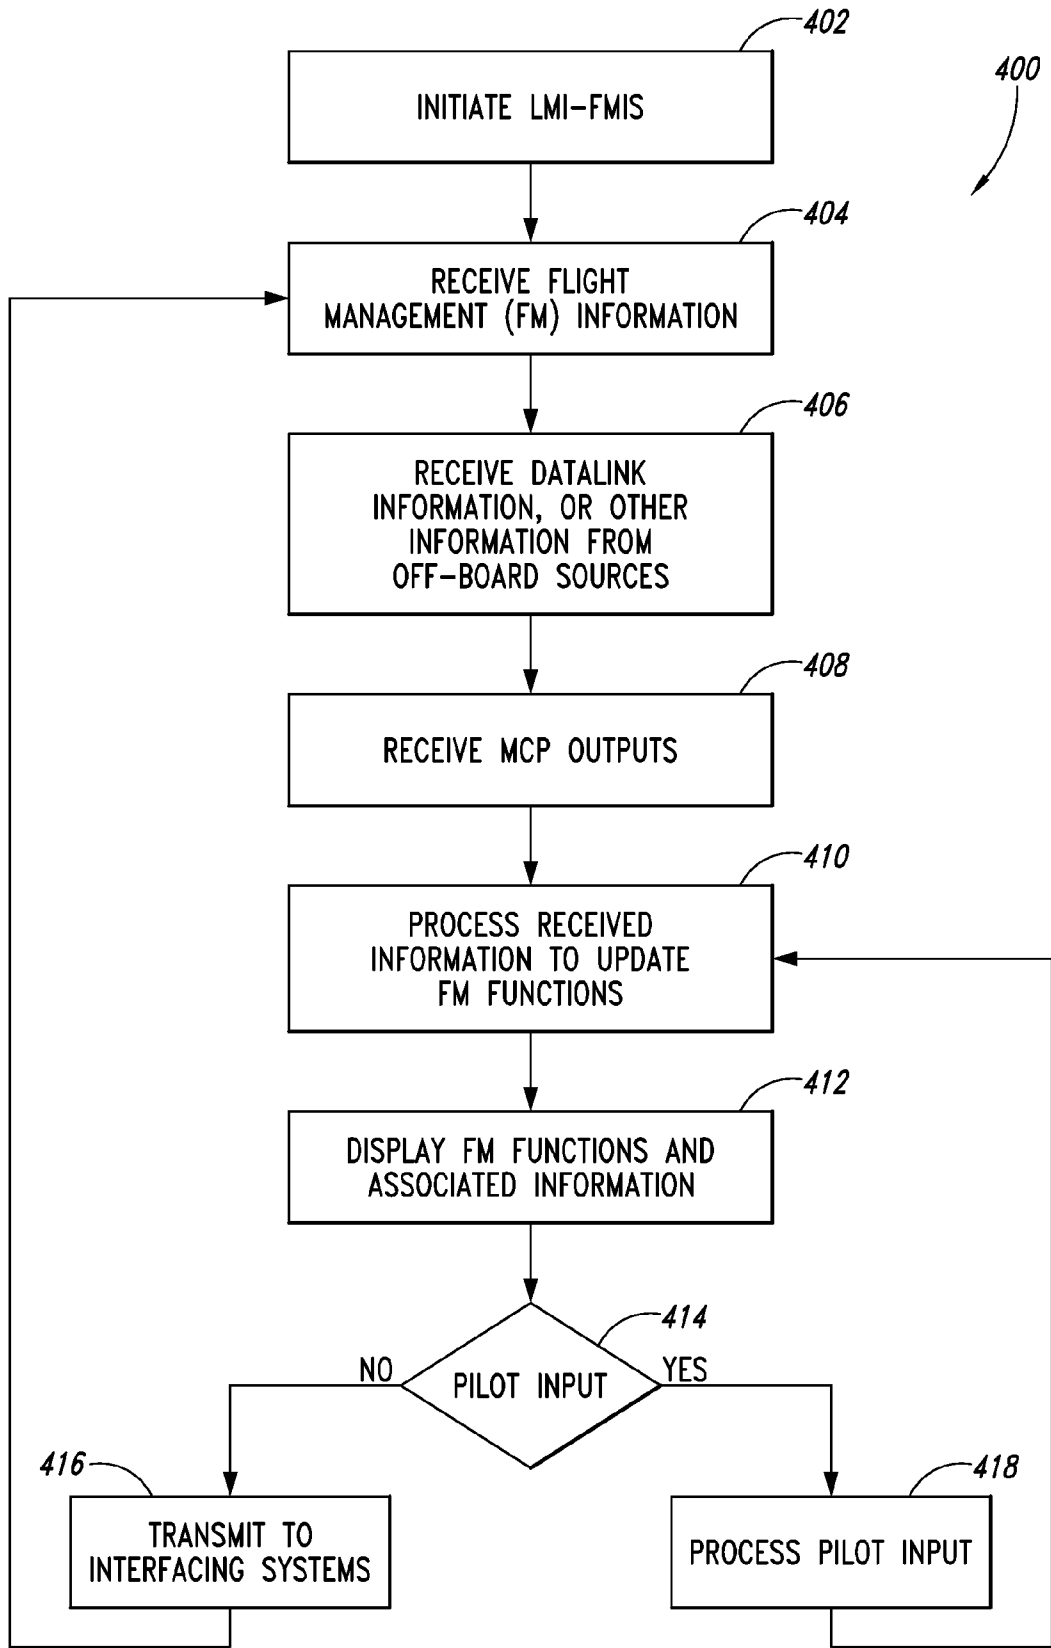 402
INITIATE LMI-FMIS
400
404
RECEIVE FLIGHT
MANAGEMENT (FM) INFORMATION
406
RECEIVE DATALINK
INFORMATION, OR OTHER
INFORMATION FROM
OFF-BOARD SOURCES
408
RECEIVE MCP OUTPUTS
410
PROCESS RECEIVED
INFORMATION TO UPDATE
FM FUNCTIONS
412
DISPLAY FM FUNCTIONS AND
ASSOCIATED INFORMATION
414
NO
PILOT INPUT
YES
416
TRANSMIT TO
INTERFACING SYSTEMS
418
PROCESS PILOT INPUT